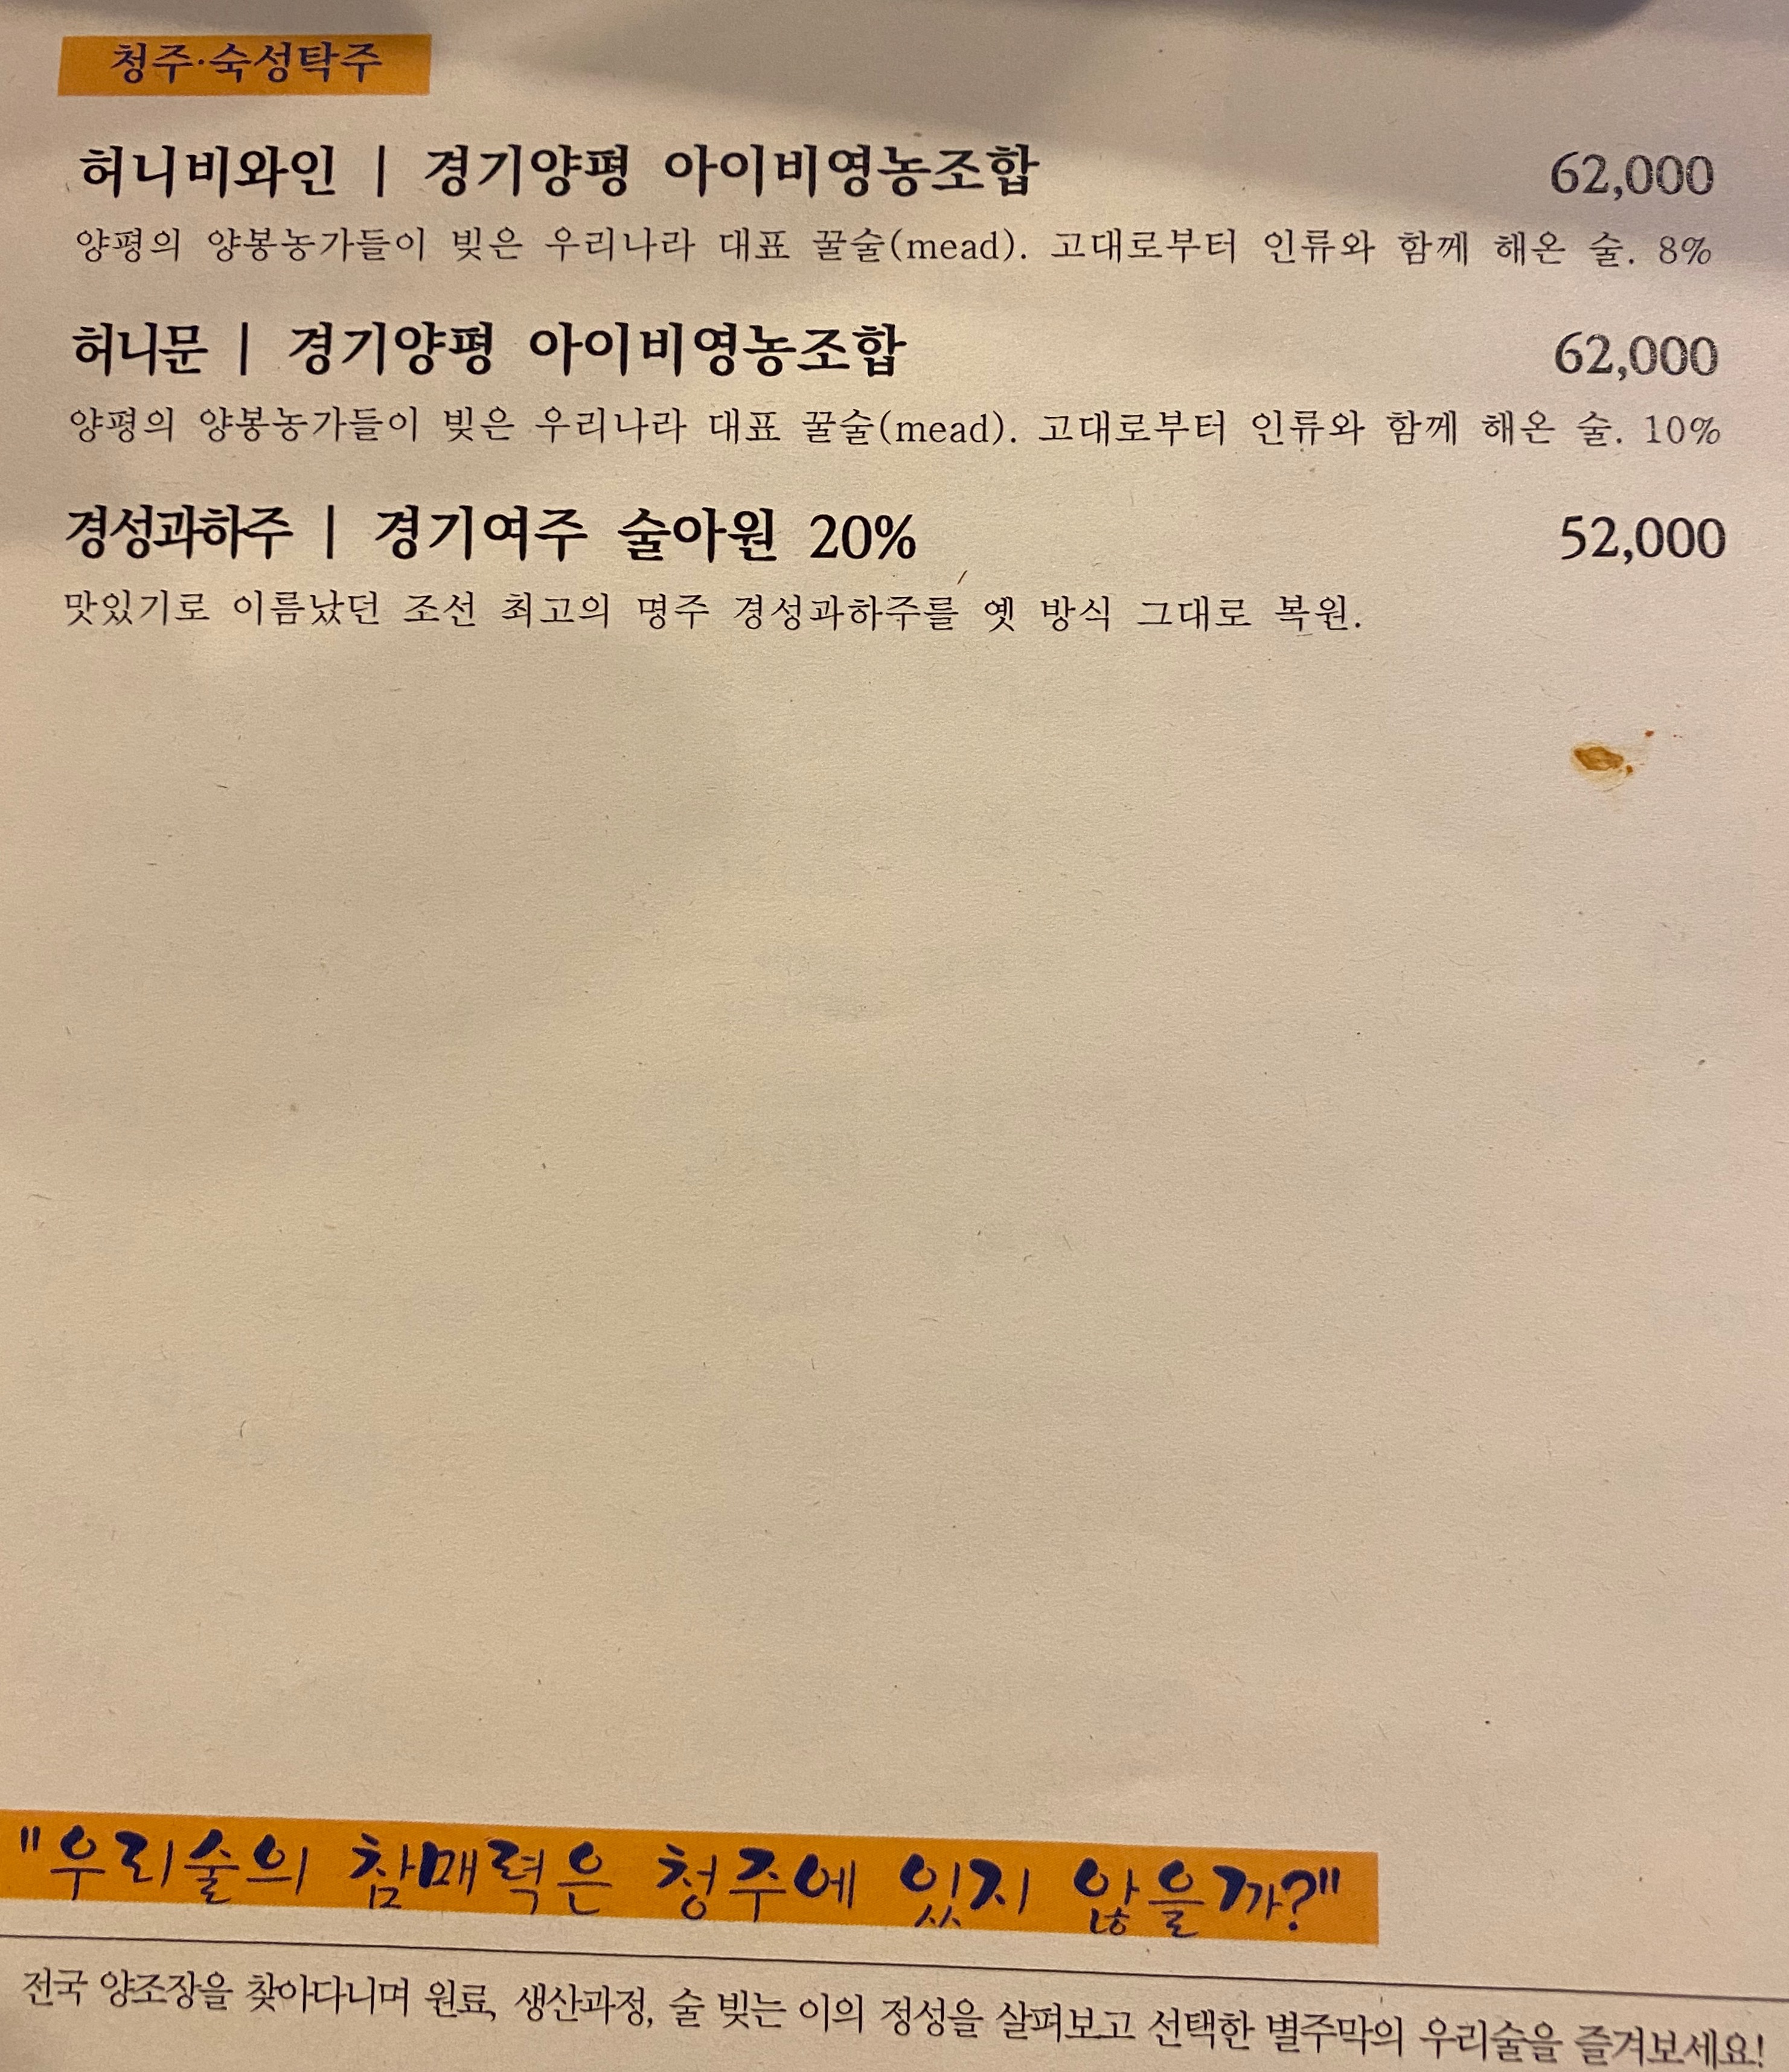 청주·숙성탁주
허니비와인 | 경기양평 아이비영농조합 62,000
양평의 양봉농가들이 빚은 우리나라 대표 꿀술(mead). 고대로부터 인류와 함께 해온 술. 8%
허니문 | 경기양평 아이비영농조합 62,000
양평의 양봉농가들이 빚은 우리나라 대표 꿀술(mead). 고대로부터 인류와 함께 해온 술. 10%
경성과하주 | 경기여주 술아원 20% 52,000
맛있기로 이름났던 조선 최고의 명주 경성과하주를 옛 방식 그대로 복원.
"우리술의 참매력은 청주에 있지 않을까?"
전국 양조장을 찾아다니며 원료, 생산과정, 술 빚는 이의 정성을 살펴보고 선택한 별주막의 우리술을 즐겨보세요!